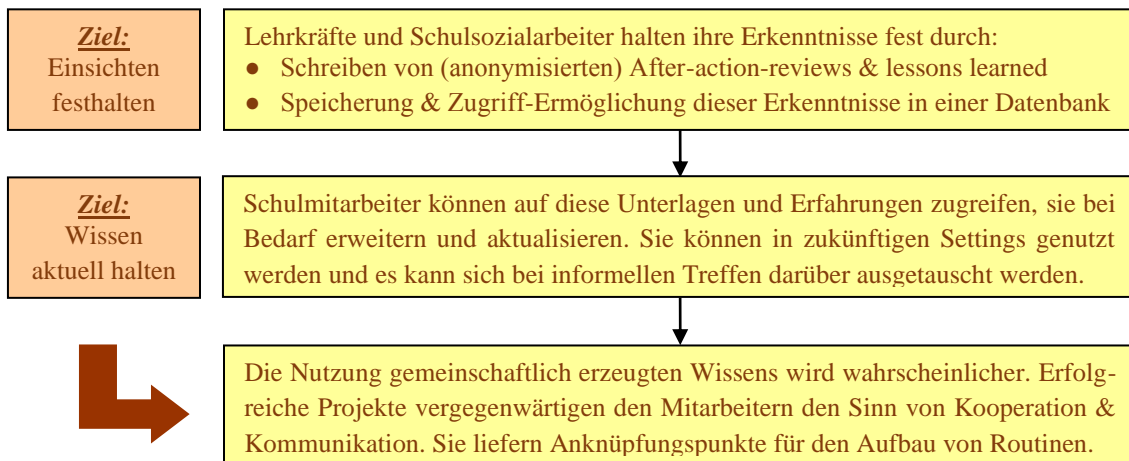 Ziel:
Einsichten
festhalten
Lehrkräfte und Schulsozialarbeiter halten ihre Erkenntnisse fest durch:
● Schreiben von (anonymisierten) After-action-reviews & lessons learned
● Speicherung & Zugriff-Ermöglichung dieser Erkenntnisse in einer Datenbank
Ziel:
Wissen
aktuell halten
Schulmitarbeiter können auf diese Unterlagen und Erfahrungen zugreifen, sie bei
Bedarf erweitern und aktualisieren. Sie können in zukünftigen Settings genutzt
werden und es kann sich bei informellen Treffen darüber ausgetauscht werden.
Die Nutzung gemeinschaftlich erzeugten Wissens wird wahrscheinlicher. Erfolg-
reiche Projekte vergegenwärtigen den Mitarbeitern den Sinn von Kooperation &
Kommunikation. Sie liefern Anknüpfungspunkte für den Aufbau von Routinen.